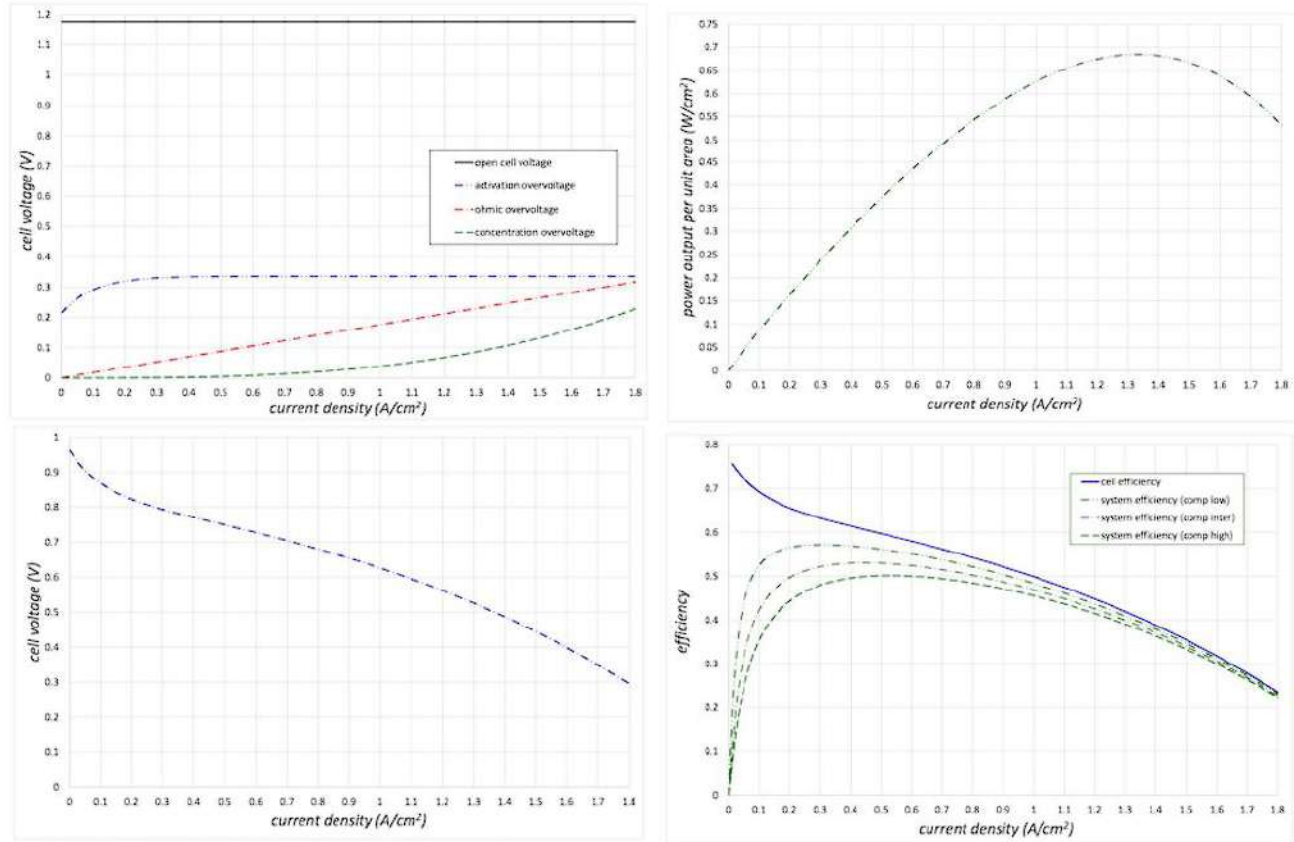 1.2
1.1
1
0.9
0.8
0.7
0.6
0.5
0.4
0.3
0.2
0.1
0
cell voltage (V)
open cell voltage
activation overvoltage
ohmic overvoltage
concentration overvoltage
0 0.1 0.2 0.3 0.4 0.5 0.6 0.7 0.8 0.9 1 1.1 1.2 1.3 1.4 1.5 1.6 1.7 1.8
current density (A/cm²)
0.75
0.7
0.65
0.6
0.55
0.5
0.45
0.4
0.35
0.3
0.25
0.2
0.15
0.1
0.05
0
power output per unit area (W/cm²)
0 0.1 0.2 0.3 0.4 0.5 0.6 0.7 0.8 0.9 1 1.1 1.2 1.3 1.4 1.5 1.6 1.7 1.8
current density (A/cm²)
1
0.9
0.8
0.7
0.6
0.5
0.4
0.3
0.2
0.1
0
cell voltage (V)
0 0.1 0.2 0.3 0.4 0.5 0.6 0.7 0.8 0.9 1 1.1 1.2 1.3 1.4 1.5 1.6 1.7 1.8
current density (A/cm²)
0.8
0.7
0.6
0.5
0.4
0.3
0.2
0.1
0
efficiency
cell efficiency
system efficiency (comp low)
system efficiency (comp inter)
system efficiency (comp high)
0 0.1 0.2 0.3 0.4 0.5 0.6 0.7 0.8 0.9 1 1.1 1.2 1.3 1.4 1.5 1.6 1.7 1.8
current density (A/cm²)